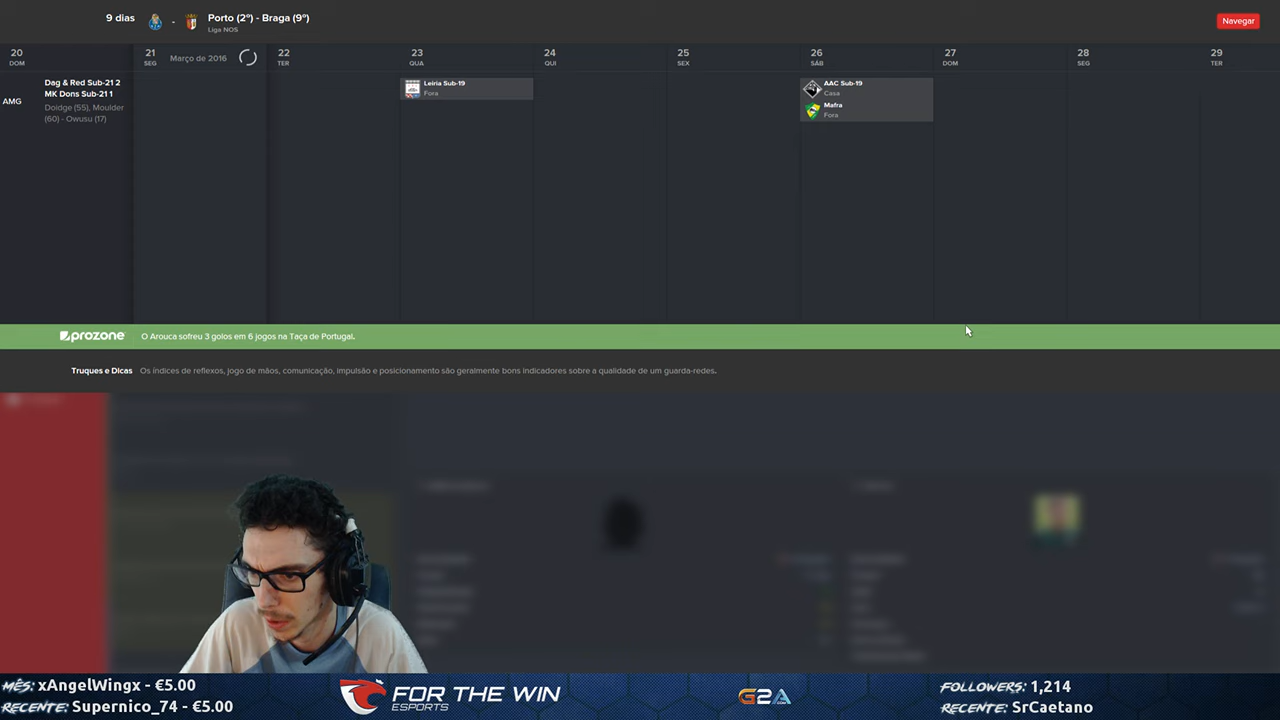 9 dias
-
Porto (2º) - Braga (9º)
Liga NOS
Navegar
20
DOM
21
SEG
Março de 2016
22
TER
23
QUA
24
QUI
25
SEX
26
SÁB
27
DOM
28
SEG
29
TER
AMG
Dag & Red Sub-21 2
MK Dons Sub-21 1
Doidge (55), Moulder
(60) - Owusu (17)
Leiria Sub-19
Fora
AAC Sub-19
Casa
Mafra
Fora
prozone
O Arouca sofreu 3 golos em 6 jogos na Taça de Portugal.
Truques e Dicas
Os índices de reflexos, jogo de mãos, comunicação, impulsão e posicionamento são geralmente bons indicadores sobre a qualidade de um guarda-redes.
MÊS: xAngelWingx - €5.00
RECENTE: Supernico_74 - €5.00
FOR THE WIN
ESPORTS
G2A.COM
FOLLOWERS: 1,214
RECENTE: SrCaetano